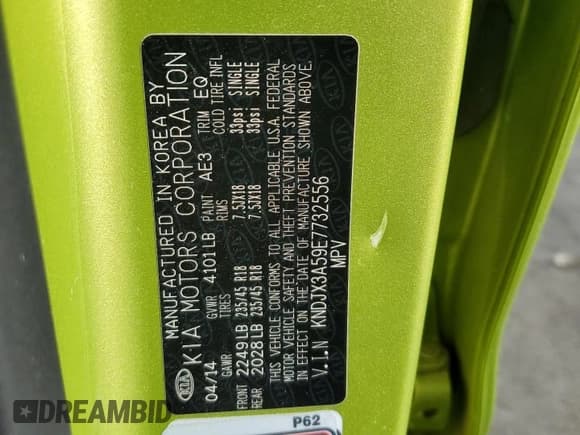 MANUFACTURED IN KOREA BY
KIA MOTORS CORPORATION
04/14 GVWR 4101LB PAINT AE3 TRIM EQ
GAWR TIRES RIMS COLD TIRE INFL
FRONT 2249LB 235/45 R18 7.5JX18 33psi SINGLE
REAR 2028LB 235/45 R18 7.5JX18 33psi SINGLE
THIS VEHICLE CONFORMS TO ALL APPLICABLE U.S.A. FEDERAL
MOTOR VEHICLE SAFETY AND THEFT PREVENTION STANDARDS
IN EFFECT ON THE DATE OF MANUFACTURE SHOWN ABOVE.
V.I.N KNDJX3A59E7732556
MPV
KIA
P62
DREAMBID